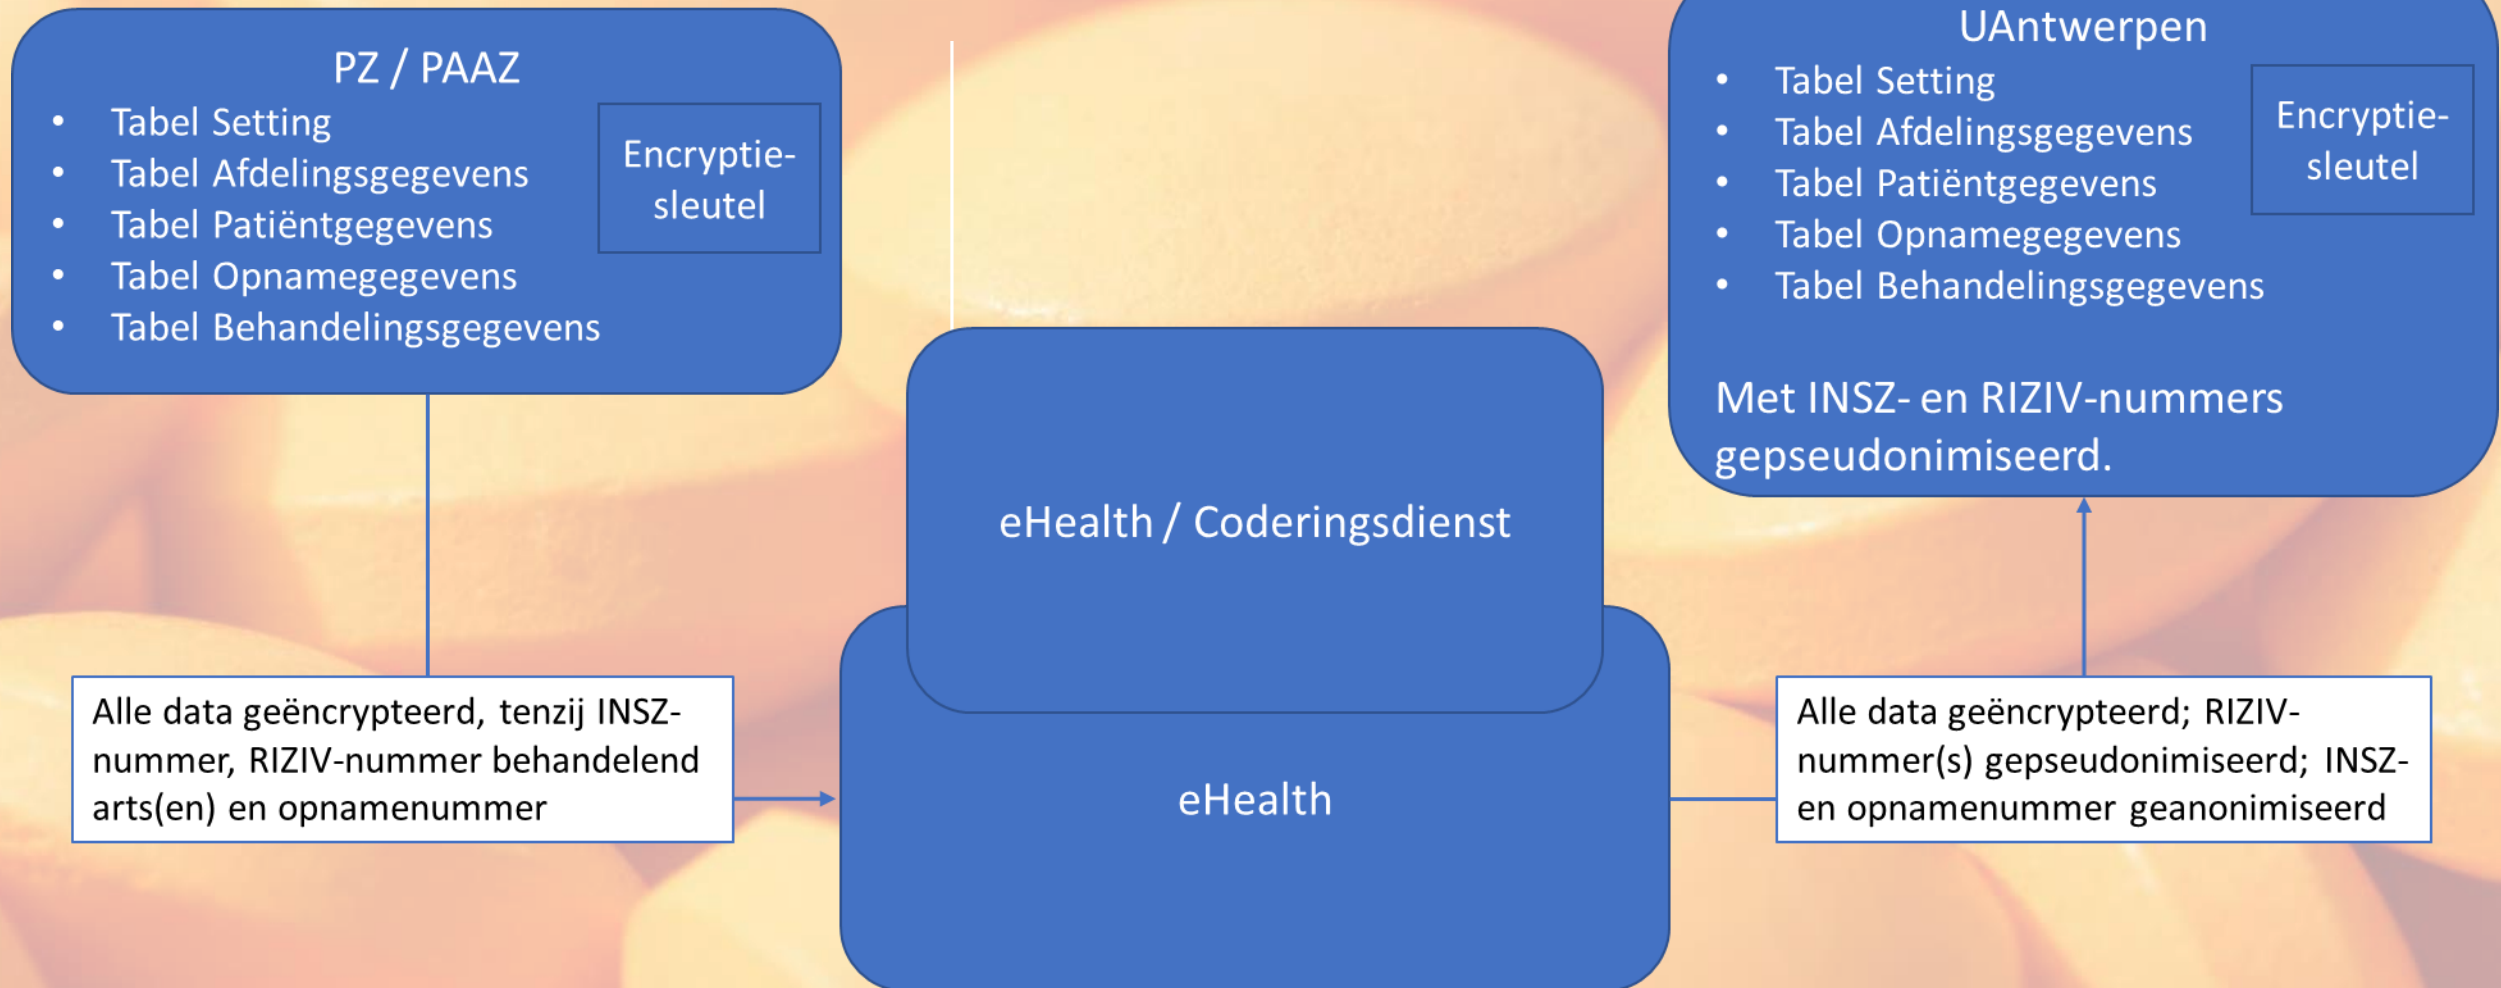 PZ / PAAZ
• Tabel Setting
• Tabel Afdelingsgegevens
• Tabel Patiëntgegevens
• Tabel Opnamegegevens
• Tabel Behandelingsgegevens
Encryptie-
sleutel
Alle data geëncrypteerd, tenzij INSZ-
nummer, RIZIV-nummer behandelend
arts(en) en opnamenummer
eHealth / Coderingsdienst
eHealth
UAntwerpen
• Tabel Setting
• Tabel Afdelingsgegevens
• Tabel Patiëntgegevens
• Tabel Opnamegegevens
• Tabel Behandelingsgegevens
Encryptie-
sleutel
Met INSZ- en RIZIV-nummers
gepseudonimiseerd.
Alle data geëncrypteerd; RIZIV-
nummer(s) gepseudonimiseerd; INSZ-
en opnamenummer geanonimiseerd